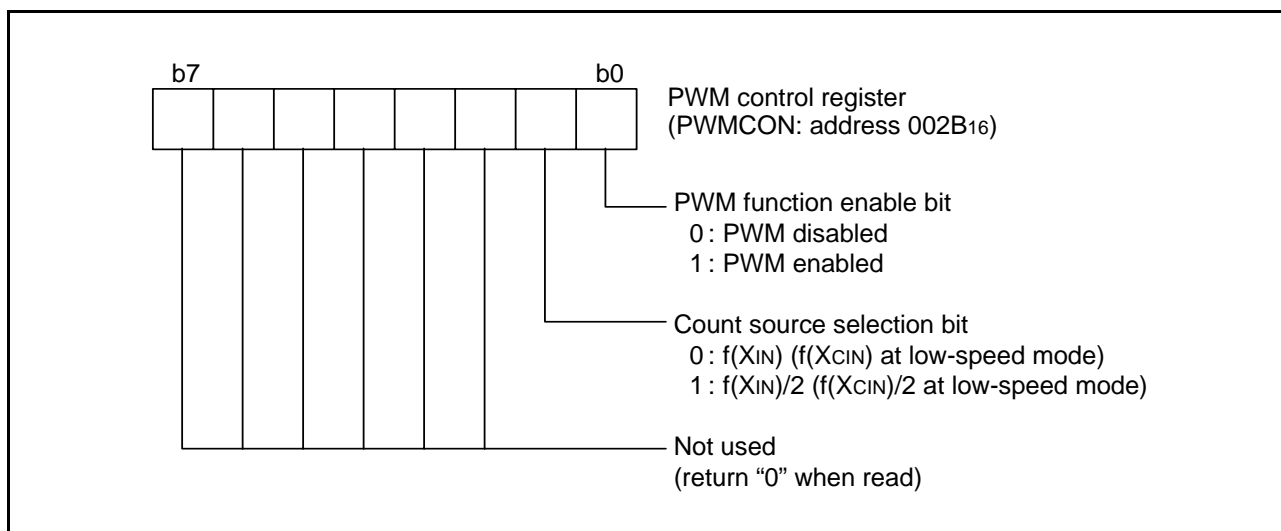 b7 b0
PWM control register
(PWMCON: address 002B16)
PWM function enable bit
0 : PWM disabled
1 : PWM enabled
Count source selection bit
0 : f(XIN) (f(XCIN) at low-speed mode)
1 : f(XIN)/2 (f(XCIN)/2 at low-speed mode)
Not used
(return “0” when read)